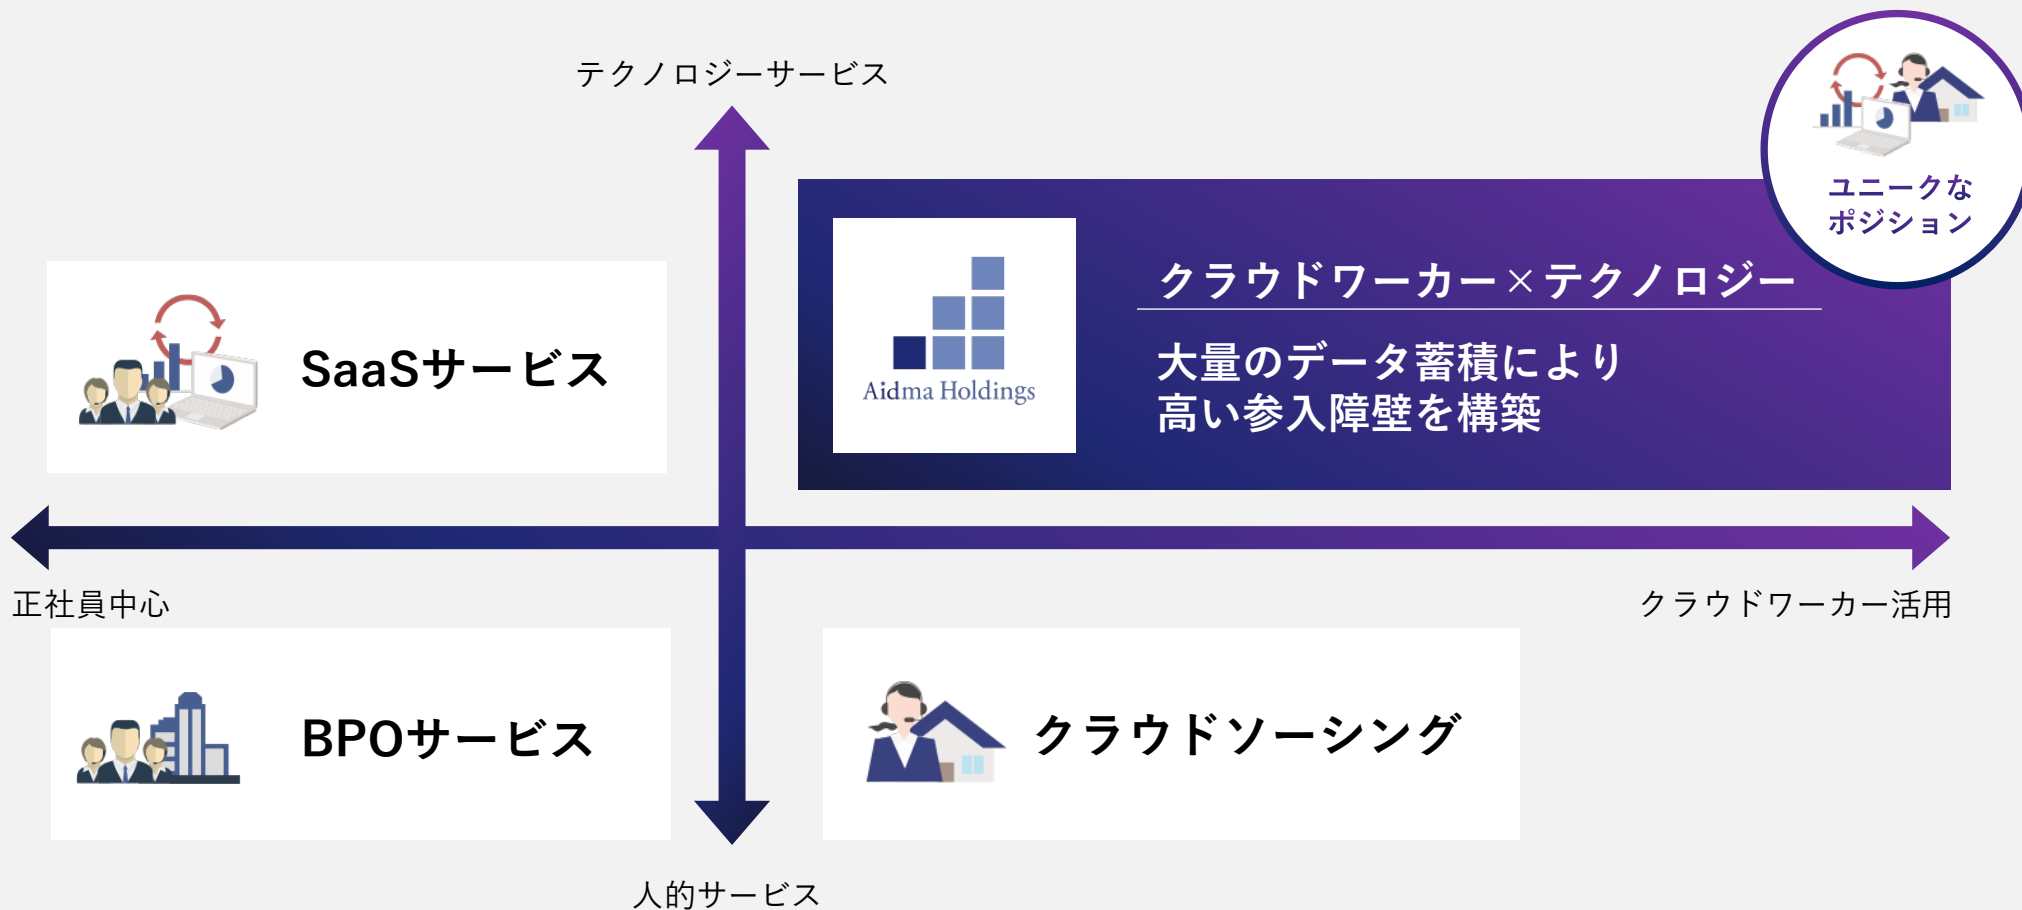 テクノロジーサービス
ユニークな
ポジション
クラウドワーカー×テクノロジー
SaaSサービス
大量のデータ蓄積により
高い参入障壁を構築
Aidma Holdings
正社員中心
クラウドワーカー活用
BPOサービス
クラウドソーシング
人的サービス